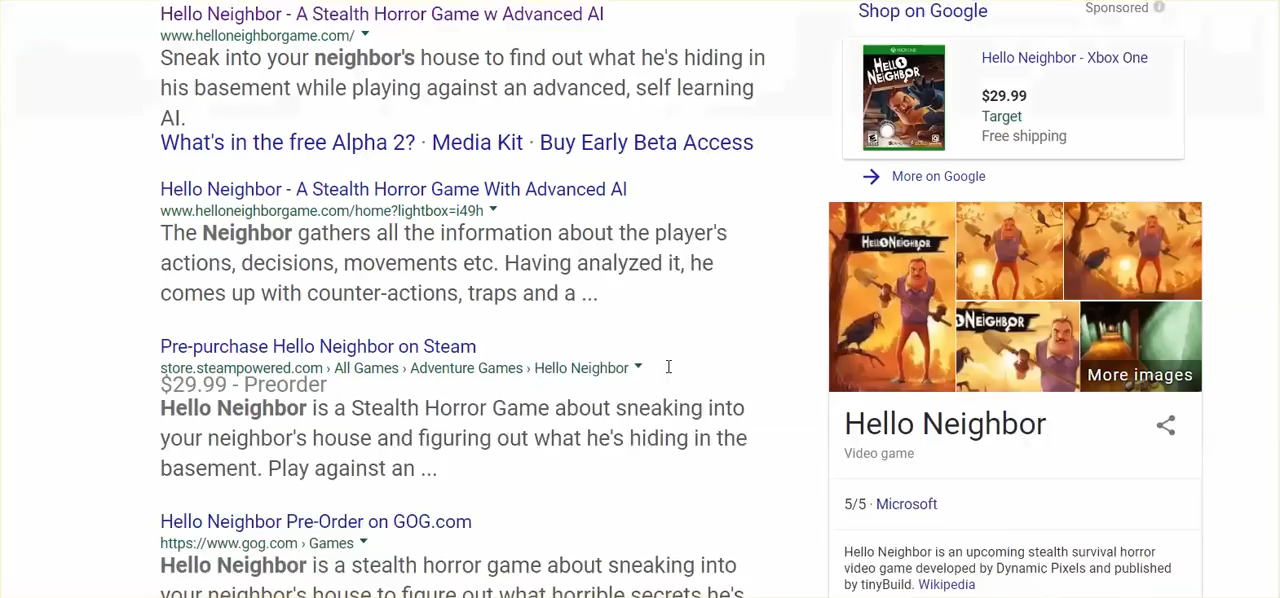 Hello Neighbor - A Stealth Horror Game w Advanced AI
www.helloneighborgame.com/
Sneak into your neighbor's house to find out what he's hiding in
his basement while playing against an advanced, self learning
AI.
What's in the free Alpha 2? · Media Kit · Buy Early Beta Access
Hello Neighbor - A Stealth Horror Game With Advanced AI
www.helloneighborgame.com/home?lightbox=i49h
The Neighbor gathers all the information about the player's
actions, decisions, movements etc. Having analyzed it, he
comes up with counter-actions, traps and a ...
Pre-purchase Hello Neighbor on Steam
store.steampowered.com › All Games › Adventure Games › Hello Neighbor
$29.99 - Preorder
Hello Neighbor is a Stealth Horror Game about sneaking into
your neighbor's house and figuring out what he's hiding in the
basement. Play against an ...
Hello Neighbor Pre-Order on GOG.com
https://www.gog.com › Games
Hello Neighbor is a stealth horror game about sneaking into
your neighbor's house to figure out what horrible secrets he's
Shop on Google
Sponsored
HELLO
NEIGHBOR
Hello Neighbor - Xbox One
$29.99
Target
Free shipping
More on Google
HELLO NEIGHBOR
NEIGHBOR
More images
Hello Neighbor
Video game
5/5 · Microsoft
Hello Neighbor is an upcoming stealth survival horror
video game developed by Dynamic Pixels and published
by tinyBuild. Wikipedia